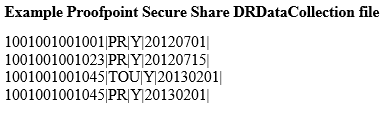 Example Proofpoint Secure Share DRDataCollection file
1001001001001|PR|Y|20120701|
1001001001023|PR|Y|20120715|
1001001001045|TOU|Y|20130201|
1001001001045|PR|Y|20130201|